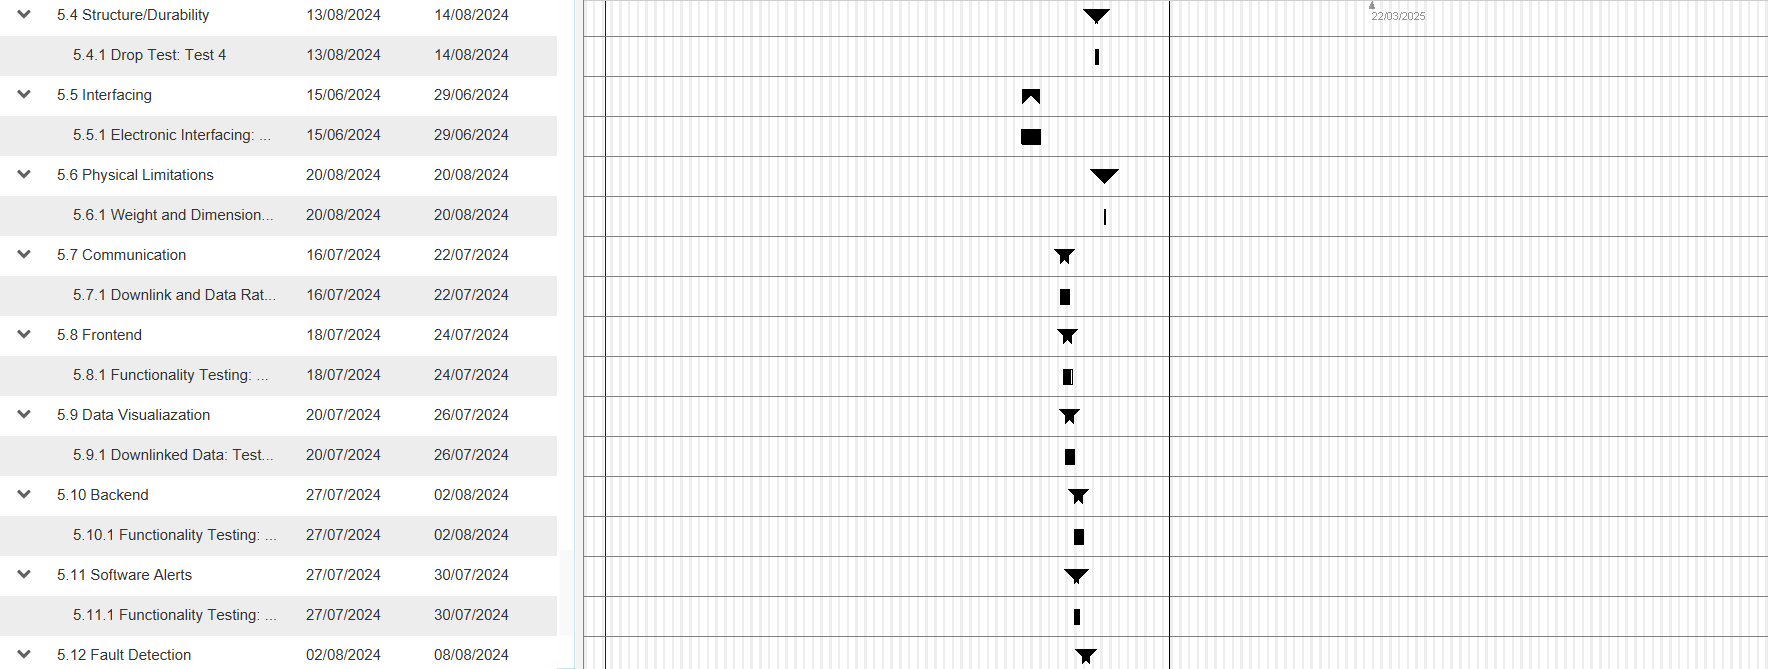 5.4 Structure/Durability 13/08/2024 14/08/2024
22/03/2025
5.4.1 Drop Test: Test 4 13/08/2024 14/08/2024
5.5 Interfacing 15/06/2024 29/06/2024
5.5.1 Electronic Interfacing: ... 15/06/2024 29/06/2024
5.6 Physical Limitations 20/08/2024 20/08/2024
5.6.1 Weight and Dimension... 20/08/2024 20/08/2024
5.7 Communication 16/07/2024 22/07/2024
5.7.1 Downlink and Data Rat... 16/07/2024 22/07/2024
5.8 Frontend 18/07/2024 24/07/2024
5.8.1 Functionality Testing: ... 18/07/2024 24/07/2024
5.9 Data Visualiazation 20/07/2024 26/07/2024
5.9.1 Downlinked Data: Test... 20/07/2024 26/07/2024
5.10 Backend 27/07/2024 02/08/2024
5.10.1 Functionality Testing: ... 27/07/2024 02/08/2024
5.11 Software Alerts 27/07/2024 30/07/2024
5.11.1 Functionality Testing: ... 27/07/2024 30/07/2024
5.12 Fault Detection 02/08/2024 08/08/2024